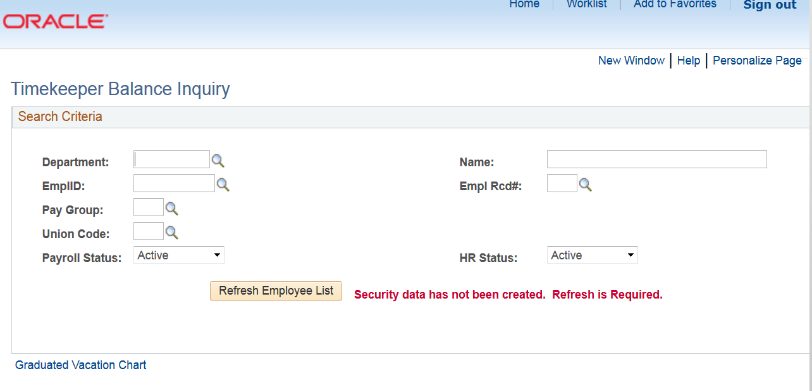 Home Worklist Add to Favorites Sign out
ORACLE
New Window Help Personalize Page
Timekeeper Balance Inquiry
Search Criteria
Department: Name:
EmplID: Empl Rcd#:
Pay Group:
Union Code:
Payroll Status: Active HR Status: Active
Refresh Employee List Security data has not been created. Refresh is Required.
Graduated Vacation Chart